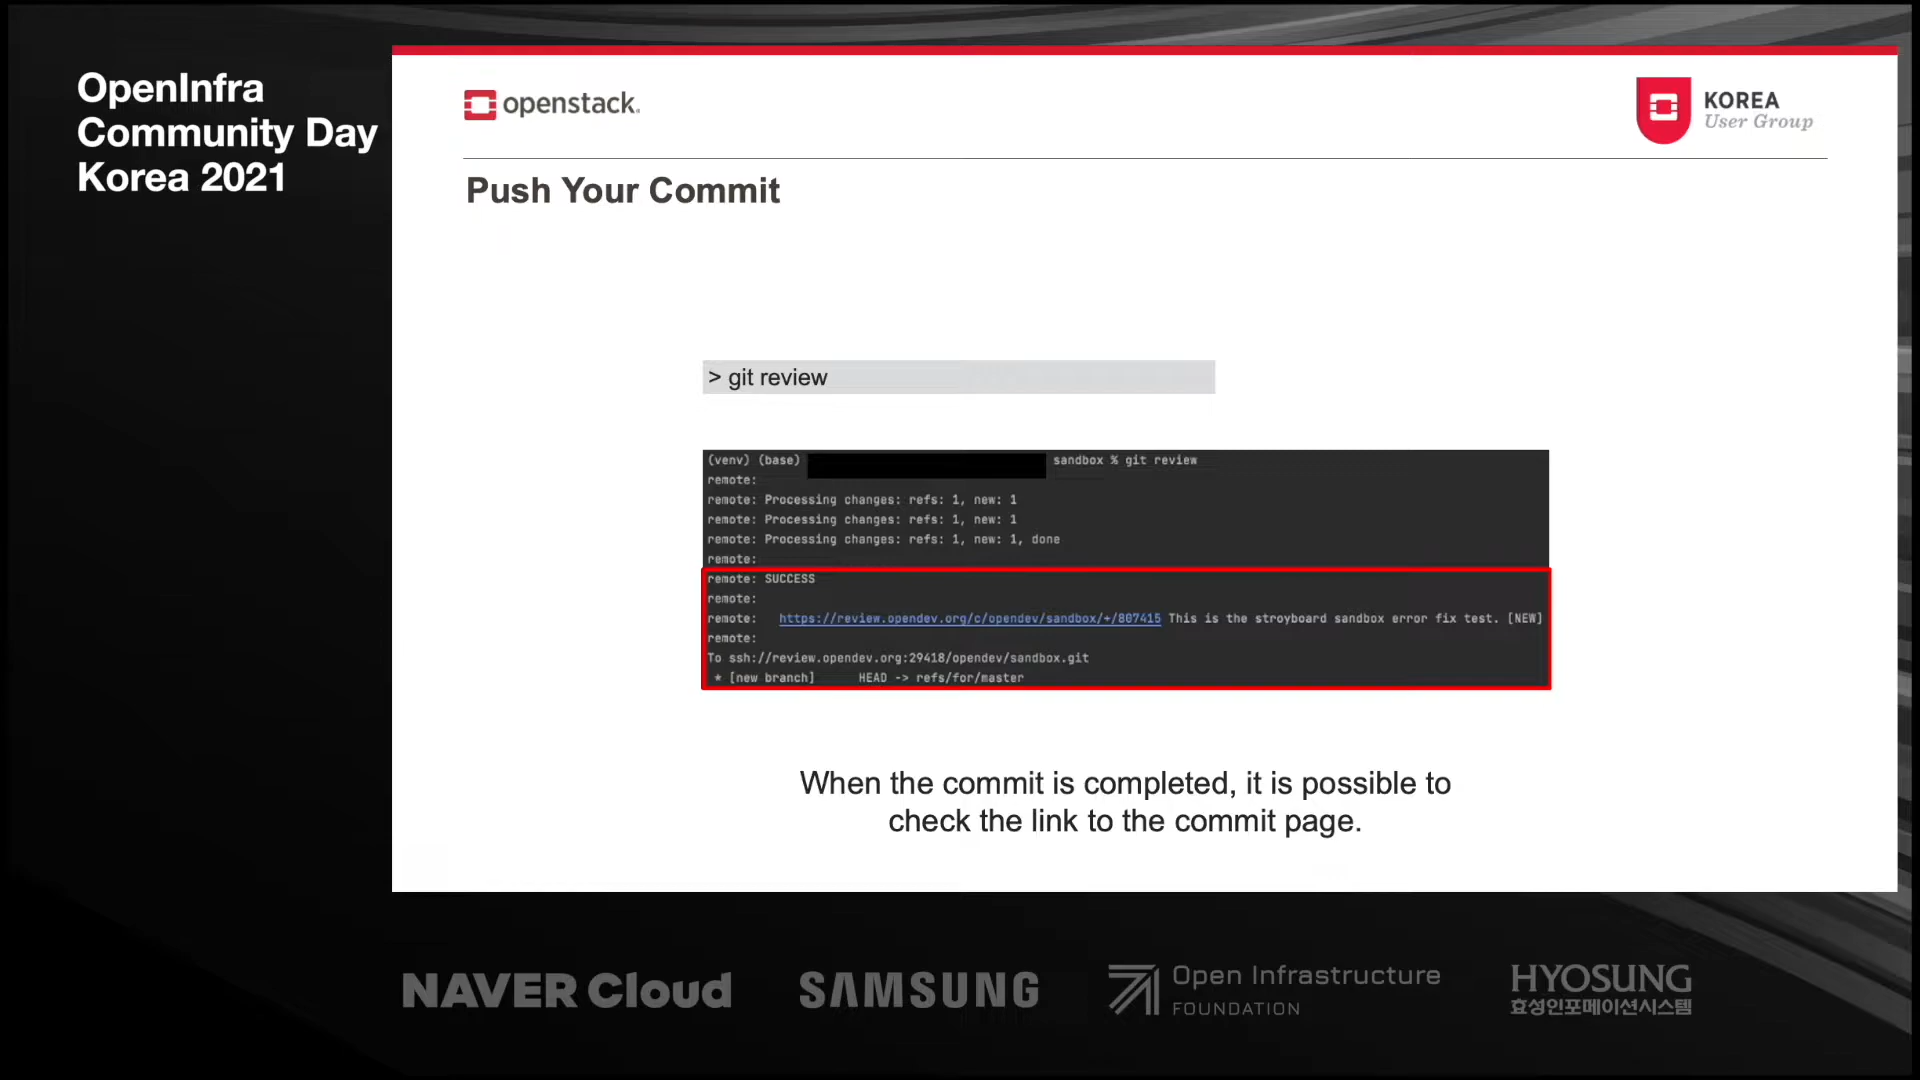 OpenInfra
Community Day
Korea 2021
openstack.
KOREA
User Group
Push Your Commit
> git review
(venv) (base) sandbox % git review
remote:
remote: Processing changes: refs: 1, new: 1
remote: Processing changes: refs: 1, new: 1
remote: Processing changes: refs: 1, new: 1, done
remote:
remote: SUCCESS
remote:
remote: https://review.opendev.org/c/opendev/sandbox/+/807415 This is the stroyboard sandbox error fix test. [NEW]
remote:
To ssh://review.opendev.org:29418/opendev/sandbox.git
* [new branch] HEAD -> refs/for/master
When the commit is completed, it is possible to
check the link to the commit page.
NAVER Cloud
SAMSUNG
Open Infrastructure
FOUNDATION
HYOSUNG
효성인포메이션시스템